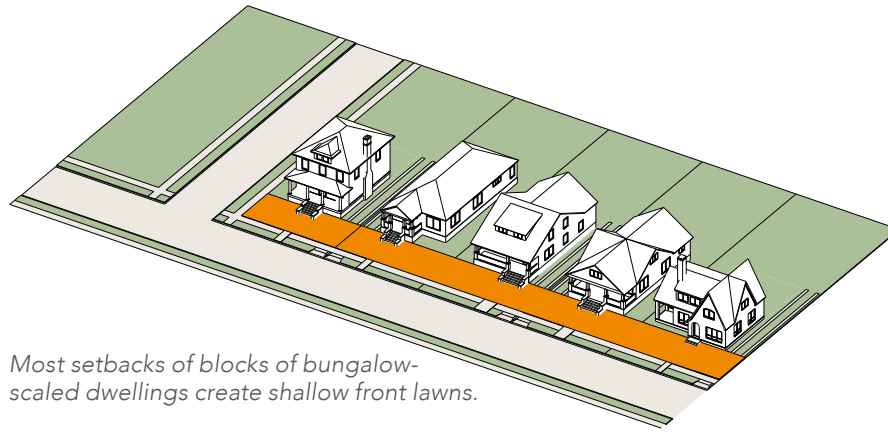 Most setbacks of blocks of bungalow-
scaled dwellings create shallow front lawns.